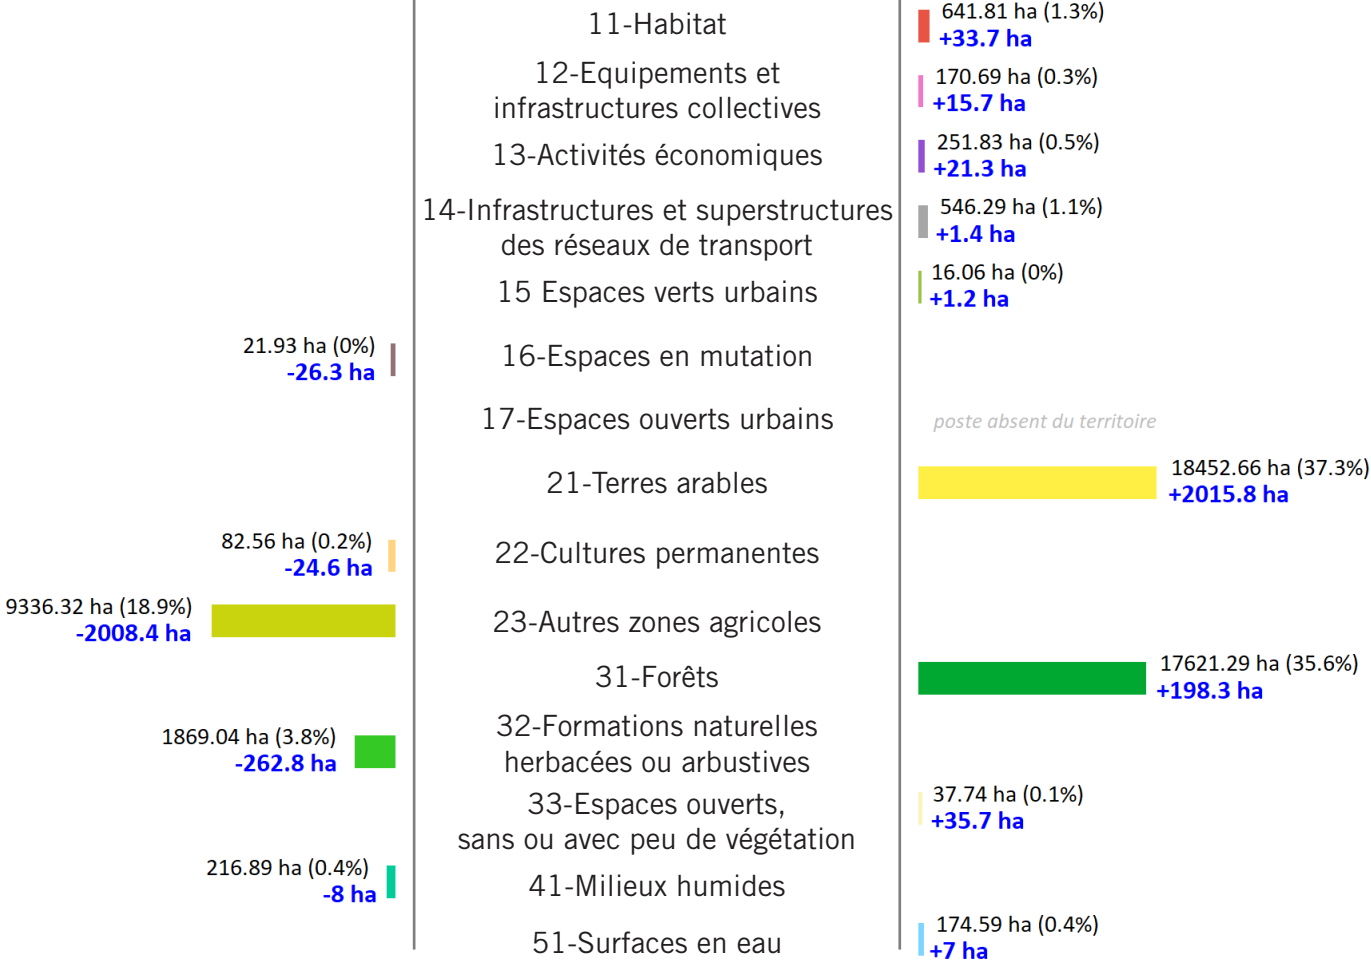 11-Habitat
641.81 ha (1.3%)
+33.7 ha
12-Equipements et
infrastructures collectives
170.69 ha (0.3%)
+15.7 ha
13-Activités économiques
251.83 ha (0.5%)
+21.3 ha
14-Infrastructures et superstructures
des réseaux de transport
546.29 ha (1.1%)
+1.4 ha
15 Espaces verts urbains
16.06 ha (0%)
+1.2 ha
21.93 ha (0%)
-26.3 ha
16-Espaces en mutation
17-Espaces ouverts urbains
poste absent du territoire
21-Terres arables
18452.66 ha (37.3%)
+2015.8 ha
82.56 ha (0.2%)
-24.6 ha
22-Cultures permanentes
9336.32 ha (18.9%)
-2008.4 ha
23-Autres zones agricoles
31-Forêts
17621.29 ha (35.6%)
+198.3 ha
1869.04 ha (3.8%)
-262.8 ha
32-Formations naturelles
herbacées ou arbustives
33-Espaces ouverts,
sans ou avec peu de végétation
37.74 ha (0.1%)
+35.7 ha
216.89 ha (0.4%)
-8 ha
41-Milieux humides
51-Surfaces en eau
174.59 ha (0.4%)
+7 ha